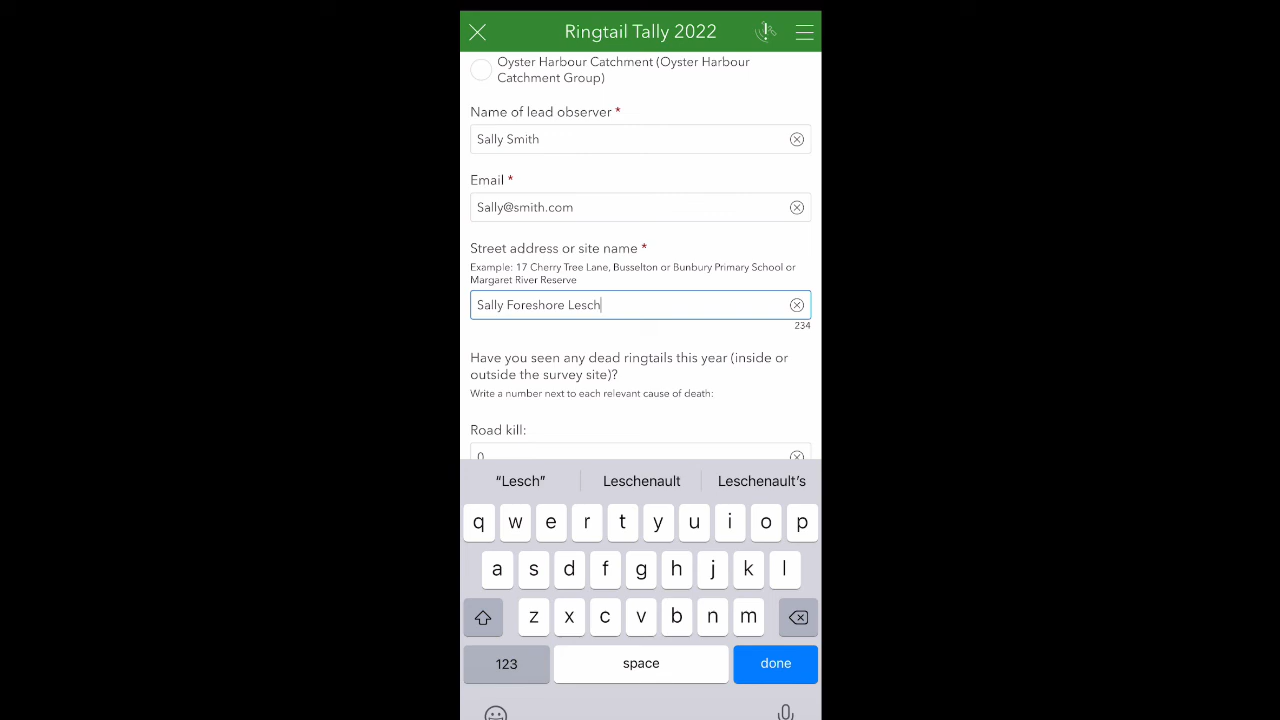 Ringtail Tally 2022
Oyster Harbour Catchment (Oyster Harbour
Catchment Group)
Name of lead observer *
Sally Smith
Email *
Sally@smith.com
Street address or site name *
Example: 17 Cherry Tree Lane, Busselton or Bunbury Primary School or
Margaret River Reserve
Sally Foreshore Lesch
234
Have you seen any dead ringtails this year (inside or
outside the survey site)?
Write a number next to each relevant cause of death:
Road kill:
0
“Lesch” Leschenault Leschenault’s
q w e r t y u i o p
a s d f g h j k l
z x c v b n m
123 space done